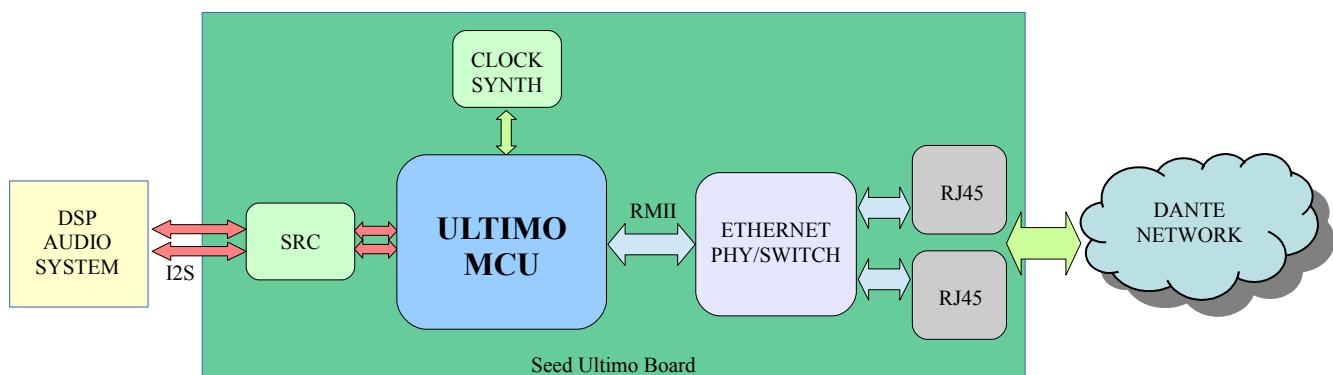 CLOCK
SYNTH
DSP
AUDIO
SYSTEM
I2S
SRC
ULTIMO
MCU
RMII
ETHERNET
PHY/SWITCH
RJ45
RJ45
DANTE
NETWORK
Seed Ultimo Board